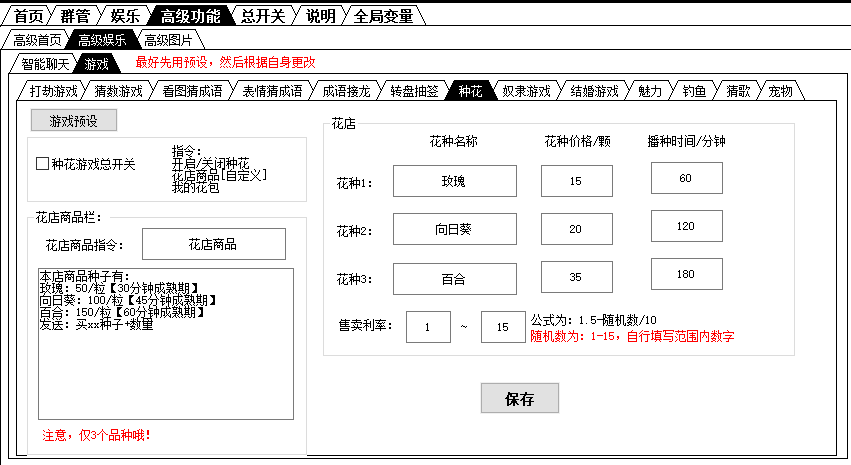 首页 群管 娱乐 高级功能 总开关 说明 全局变量
高级首页 高级娱乐 高级图片
智能聊天 游戏 最好先用预设，然后根据自身更改
打劫游戏 猜数游戏 看图猜成语 表情猜成语 成语接龙 转盘抽签 种花 奴隶游戏 结婚游戏 魅力 钓鱼 猜歌 宠物
游戏预设
种花游戏总开关
指令：
开启/关闭种花
花店商品[自定义]
我的花包
花店商品栏：
花店商品指令： 花店商品
本店商品种子有：
玫瑰：50/粒【30分钟成熟期】
向日葵：100/粒【45分钟成熟期】
百合：150/粒【60分钟成熟期】
发送：买xx种子+数量
注意，仅3个品种哦！
花店
花种名称 花种价格/颗 播种时间/分钟
花种1： 玫瑰 15 60
花种2： 向日葵 20 120
花种3： 百合 35 180
售卖利率： 1 ~ 15 公式为：1.5-随机数/10
随机数为：1-15，自行填写范围内数字
保存